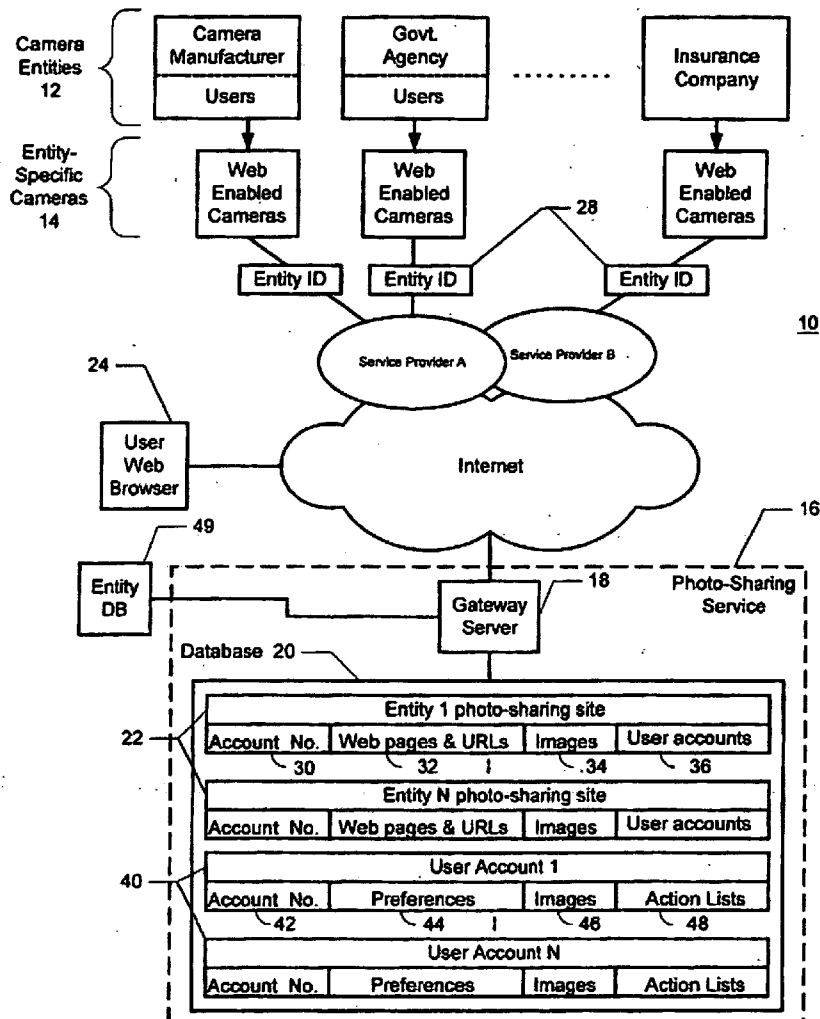 Camera Entities 12
Camera Manufacturer
Users
Govt. Agency
Users
Insurance Company
Entity-Specific Cameras 14
Web Enabled Cameras
Web Enabled Cameras
Web Enabled Cameras
28
Entity ID
Entity ID
Entity ID
10
Service Provider A
Service Provider B
24
User Web Browser
Internet
49
16
Entity DB
18
Gateway Server
Photo-Sharing Service
Database 20
Entity 1 photo-sharing site
22
Account No.
Web pages & URLs
Images
User accounts
30
32
34
36
Entity N photo-sharing site
Account No.
Web pages & URLs
Images
User accounts
User Account 1
40
Account No.
Preferences
Images
Action Lists
42
44
46
48
User Account N
Account No.
Preferences
Images
Action Lists